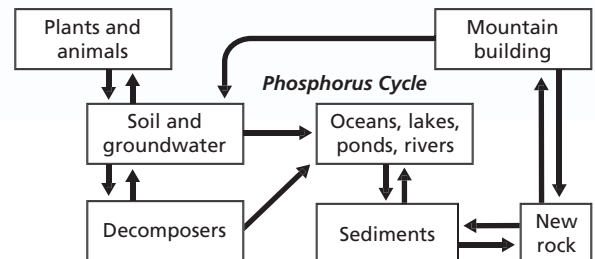 Plants and
animals
Mountain
building
Phosphorus Cycle
Soil and
groundwater
Oceans, lakes,
ponds, rivers
Decomposers
Sediments
New
rock